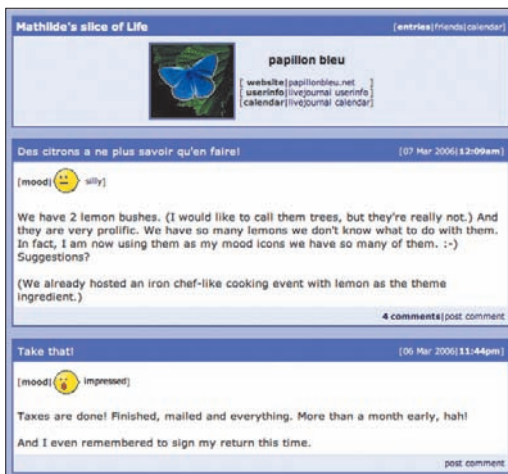 Mathilde's slice of Life [entries|friends|calendar]
papillon bleu
[website|papillonbleu.net]
[userinfo|livejournal userinfo]
[calendar|livejournal calendar]
Des citrons a ne plus savoir qu'en faire! [07 Mar 2006|12:09am]
[mood| silly]
We have 2 lemon bushes. (I would like to call them trees, but they're really not.) And
they are very prolific. We have so many lemons we don't know what to do with them.
In fact, I am now using them as my mood icons we have so many of them. :-)
Suggestions?
(We already hosted an iron chef-like cooking event with lemon as the theme
ingredient.)
4 comments|post comment
Take that! [06 Mar 2006|11:44pm]
[mood| impressed]
Taxes are done! Finished, mailed and everything. More than a month early, hah!
And I even remembered to sign my return this time.
post comment